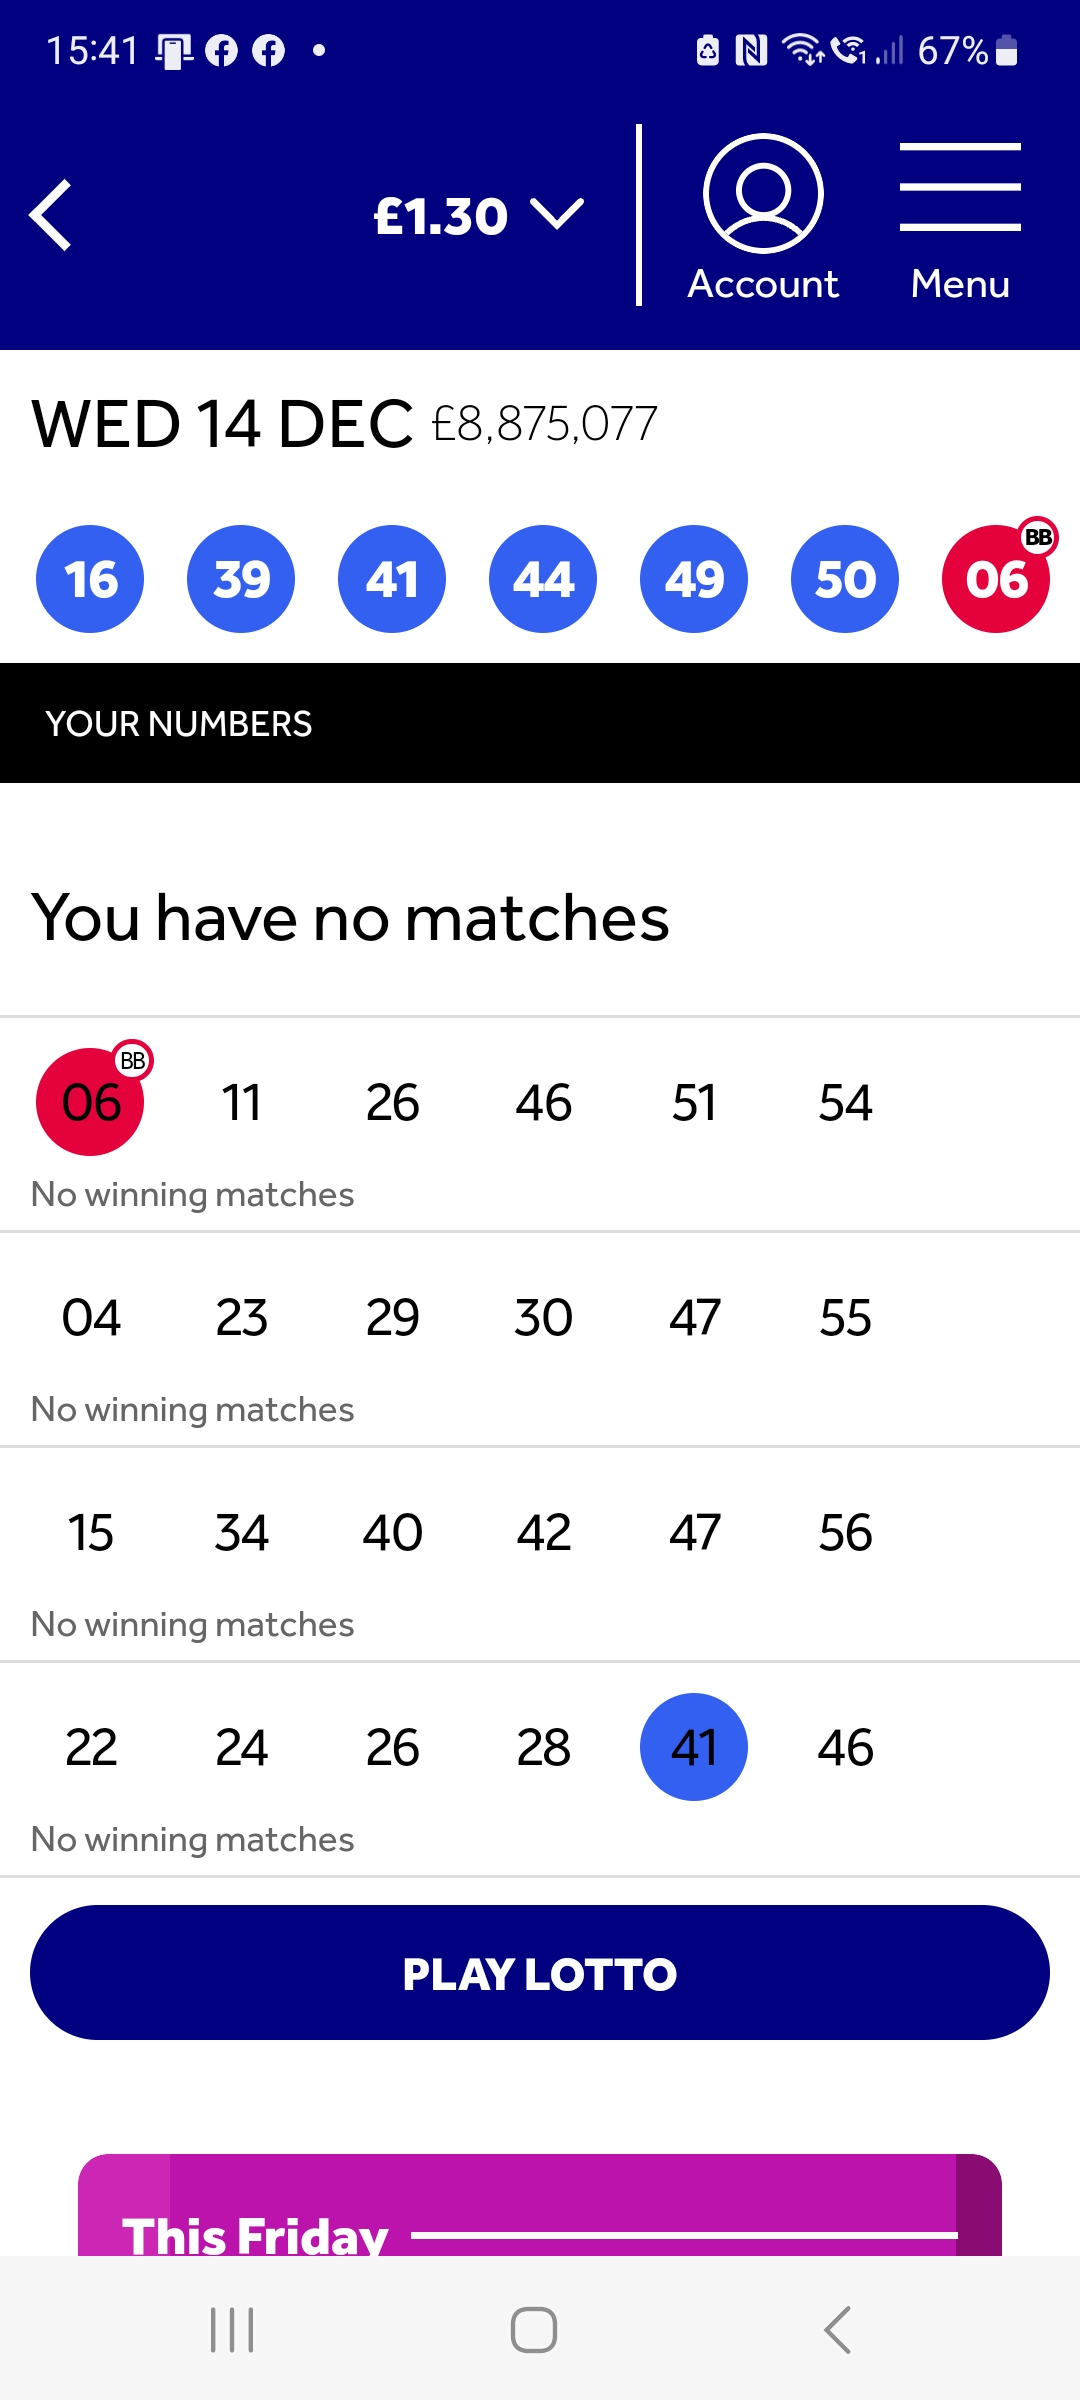 15:41 67%
£1.30
Account Menu
WED 14 DEC £8,875,077
BB
16 39 41 44 49 50 06
YOUR NUMBERS
You have no matches
BB
06 11 26 46 51 54
No winning matches
04 23 29 30 47 55
No winning matches
15 34 40 42 47 56
No winning matches
22 24 26 28 41 46
No winning matches
PLAY LOTTO
This Friday